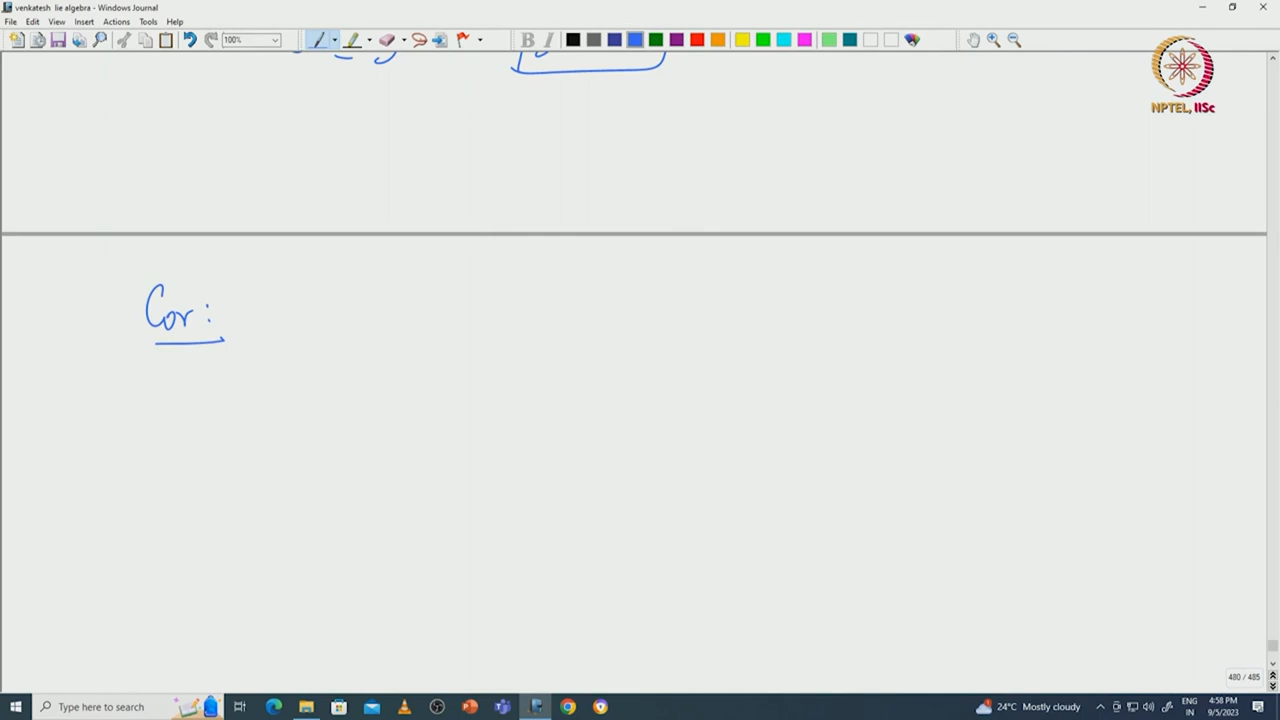 venkatesh lie algebra - Windows Journal
File Edit View Insert Actions Tools Help
100%
B I
NPTEL, IISc
Cor:
480 / 485
Type here to search
24°C Mostly cloudy
ENG
IN
4:58 PM
9/5/2023